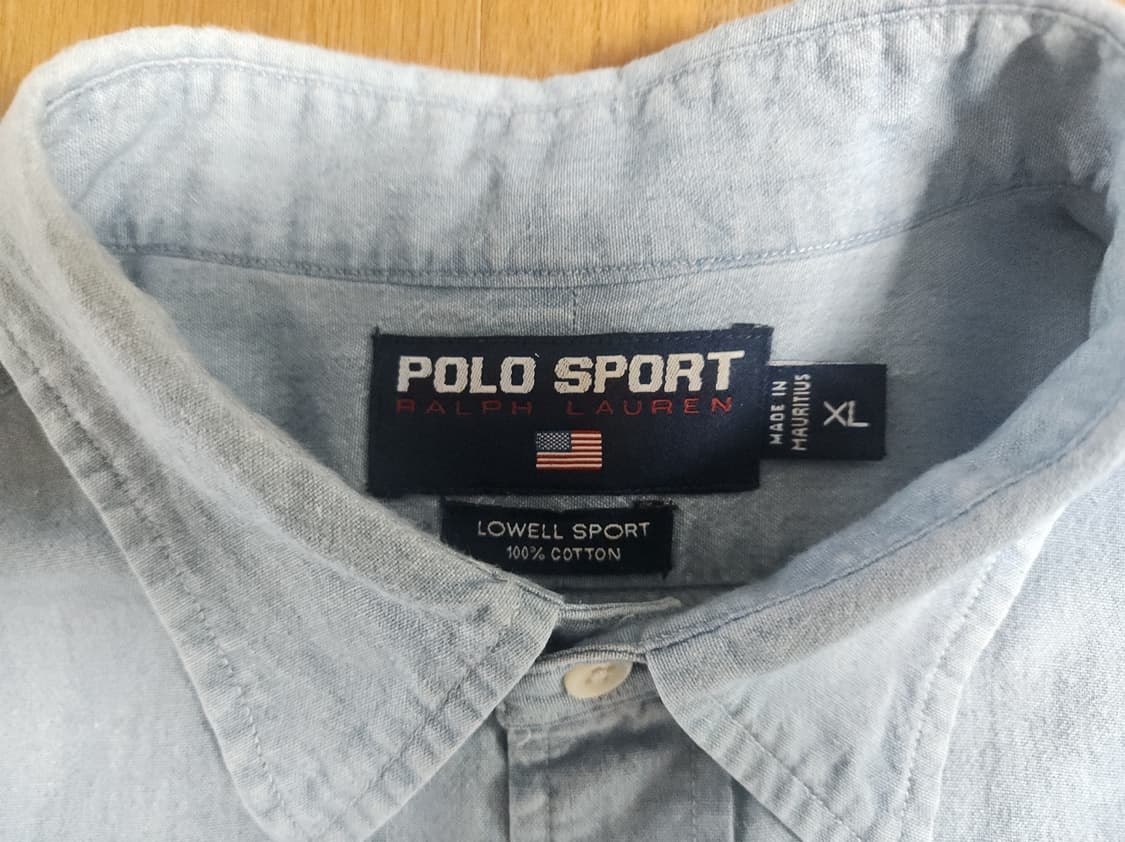 POLO SPORT
RALPH LAUREN
MADE IN
MAURITIUS
XL
LOWELL SPORT
100% COTTON